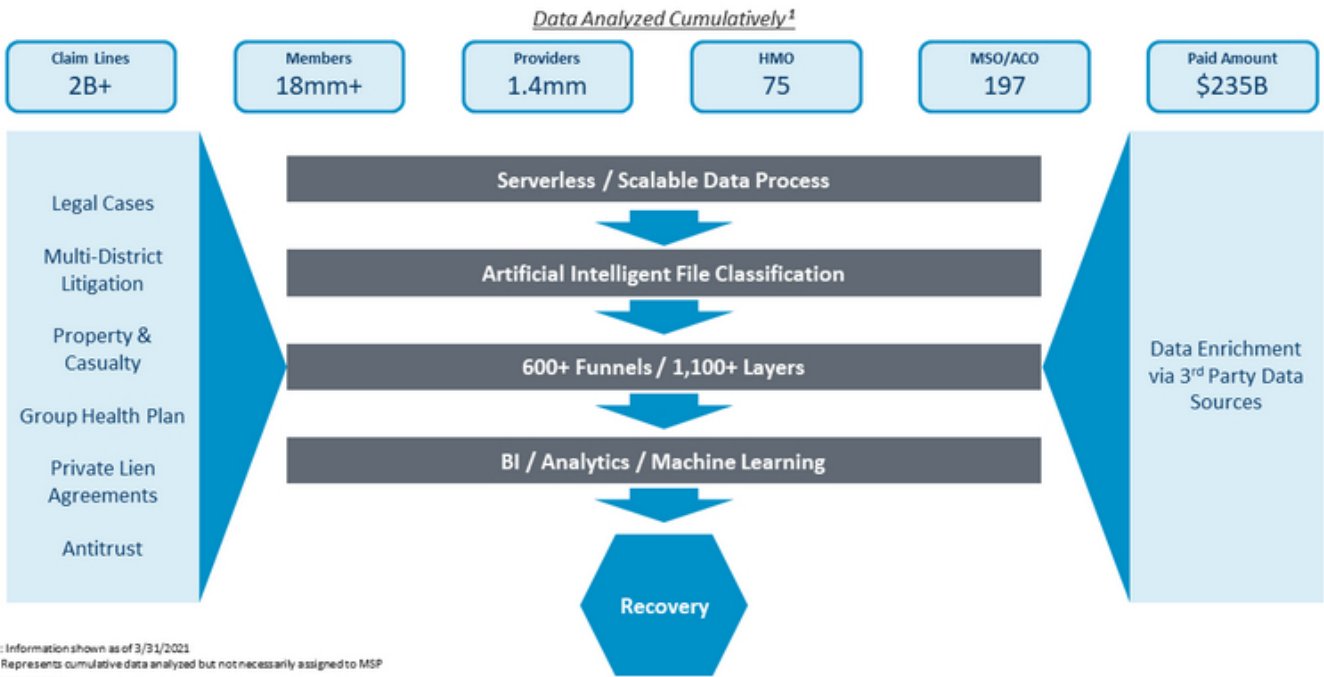 Data Analyzed Cumulatively¹
Claim Lines
2B+
Members
18mm+
Providers
1.4mm
HMO
75
MSO/ACO
197
Paid Amount
$235B
Legal Cases
Multi-District
Litigation
Property &
Casualty
Group Health Plan
Private Lien
Agreements
Antitrust
Serverless / Scalable Data Process
Artificial Intelligent File Classification
600+ Funnels / 1,100+ Layers
BI / Analytics / Machine Learning
Recovery
Data Enrichment
via 3rd Party Data
Sources
: Information shown as of 3/31/2021
Represents cumulative data analyzed but not necessarily assigned to MSP